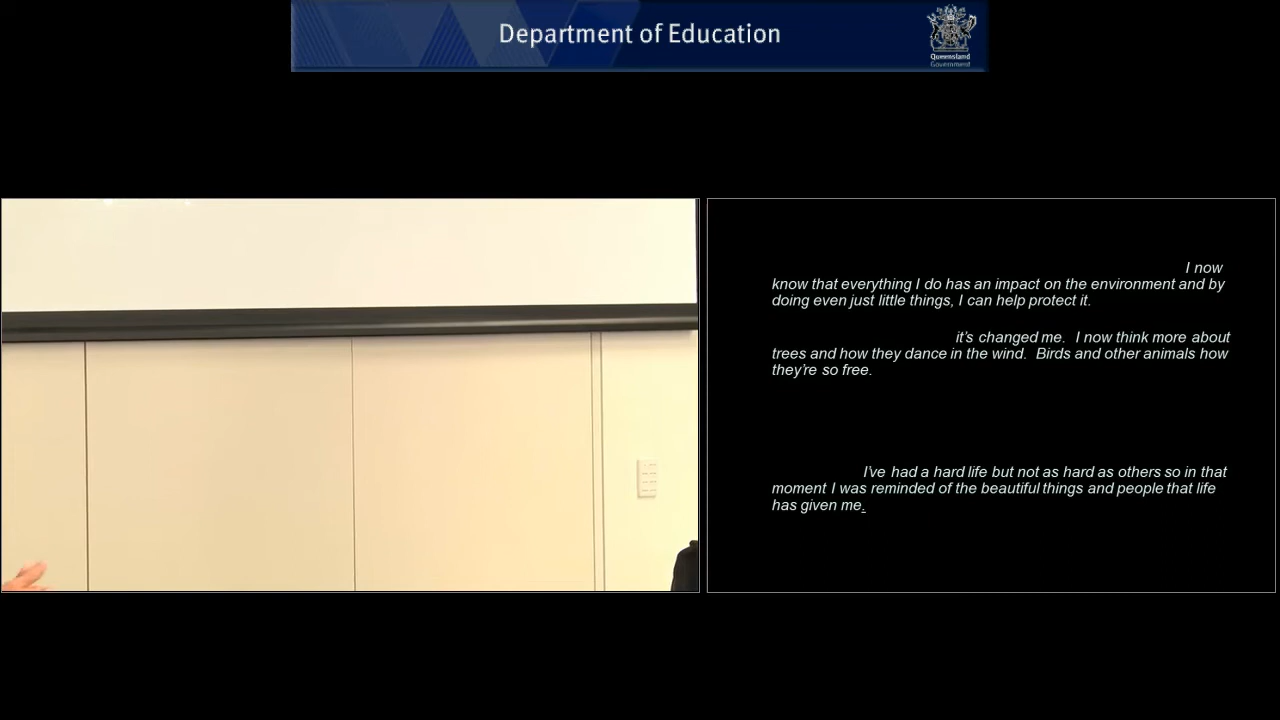 Department of Education
Queensland
Government
I now
know that everything I do has an impact on the environment and by
doing even just little things, I can help protect it.
it's changed me. I now think more about
trees and how they dance in the wind. Birds and other animals how
they're so free.
I've had a hard life but not as hard as others so in that
moment I was reminded of the beautiful things and people that life
has given me.